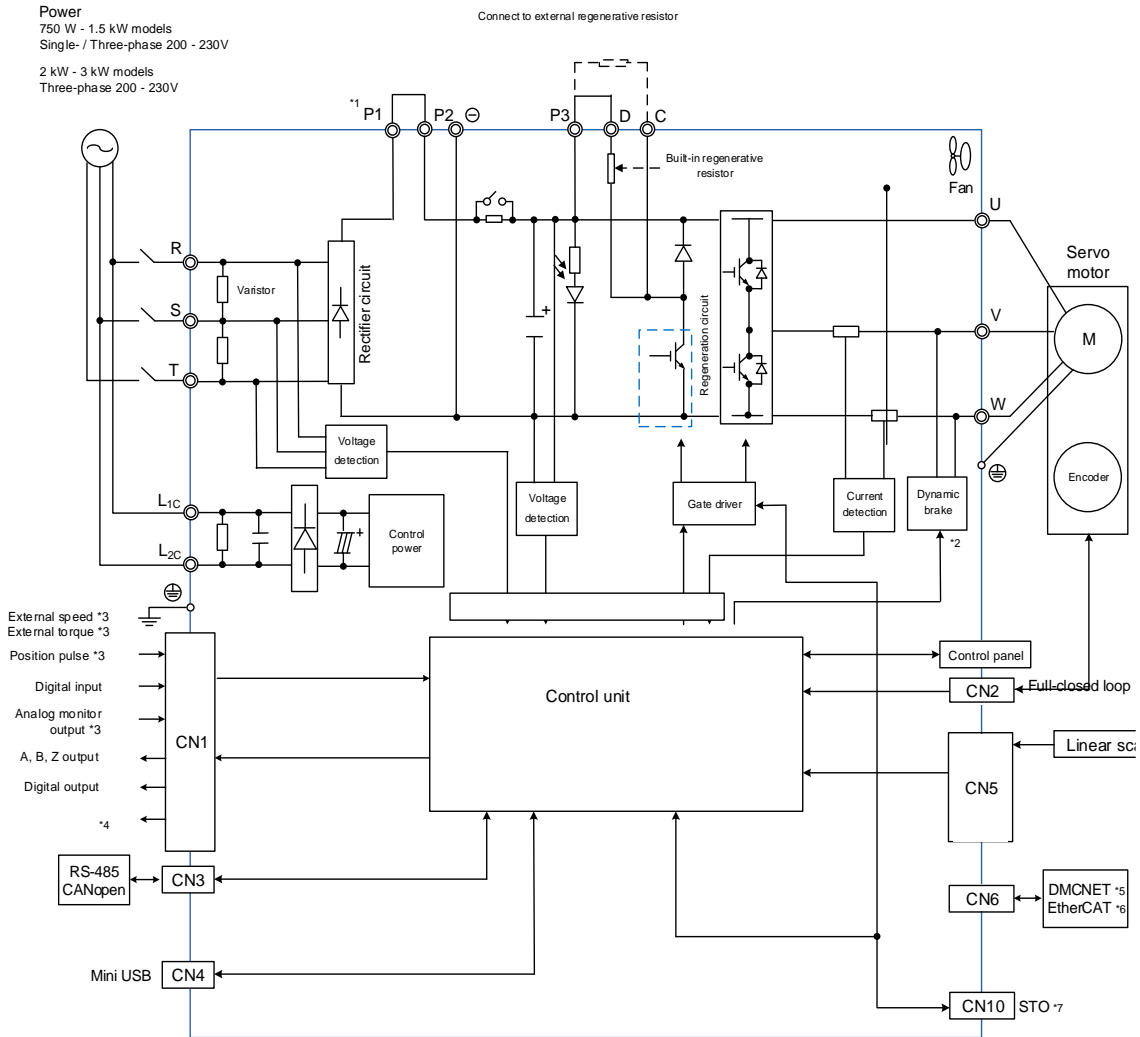 Power
750 W - 1.5 kW models
Single- / Three-phase 200 - 230V
2 kW - 3 kW models
Three-phase 200 - 230V
Connect to external regenerative resistor
*1 P1
P2
⊖
P3
D
C
Built-in regenerative
resistor
Fan
U
Servo
motor
R
Varistor
S
T
Rectifier circuit
+
Regeneration circuit
V
M
W
Voltage
detection
Encoder
L1C
L2C
+
Control
power
Voltage
detection
Gate driver
Current
detection
Dynamic
brake
*2
External speed *3
External torque *3
Position pulse *3
Digital input
Analog monitor
output *3
A, B, Z output
Digital output
*4
CN1
Control unit
Control panel
CN2
Full-closed loop
Linear sca
CN5
RS-485
CANopen
CN3
CN6
DMCNET *5
EtherCAT *6
Mini USB
CN4
CN10
STO *7